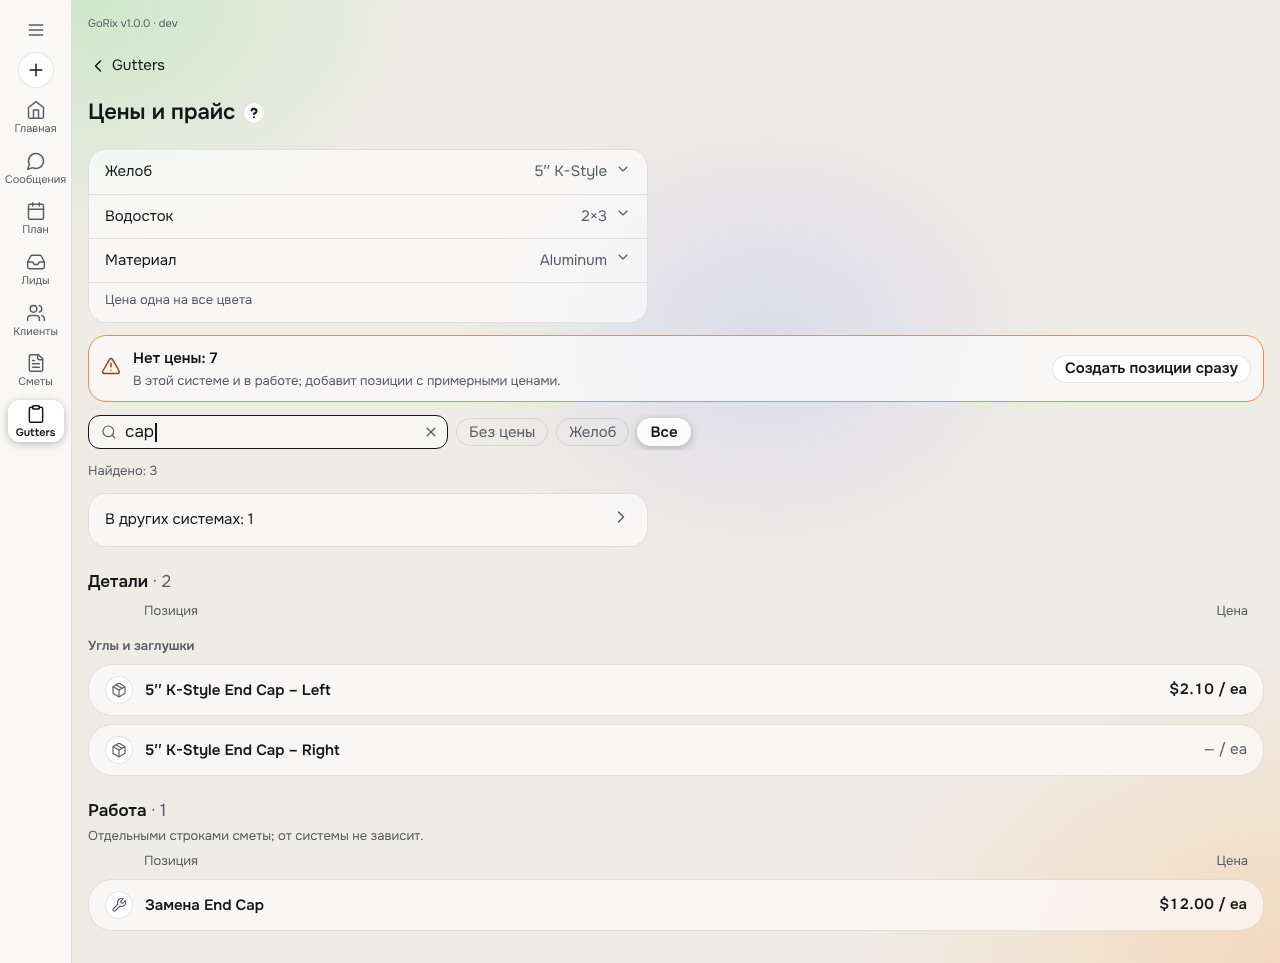 GoRix v1.0.0 · dev
Gutters
Цены и прайс ?
Главная
Сообщения
План
Лиды
Клиенты
Сметы
Gutters
Желоб 5″ K-Style
Водосток 2×3
Материал Aluminum
Цена одна на все цвета
Нет цены: 7
В этой системе и в работе; добавит позиции с примерными ценами.
Создать позиции сразу
cap
Без цены Желоб Все
Найдено: 3
В других системах: 1
Детали · 2
Позиция Цена
Углы и заглушки
5″ K-Style End Cap – Left $2.10 / ea
5″ K-Style End Cap – Right – / ea
Работа · 1
Отдельными строками сметы; от системы не зависит.
Позиция Цена
Замена End Cap $12.00 / ea